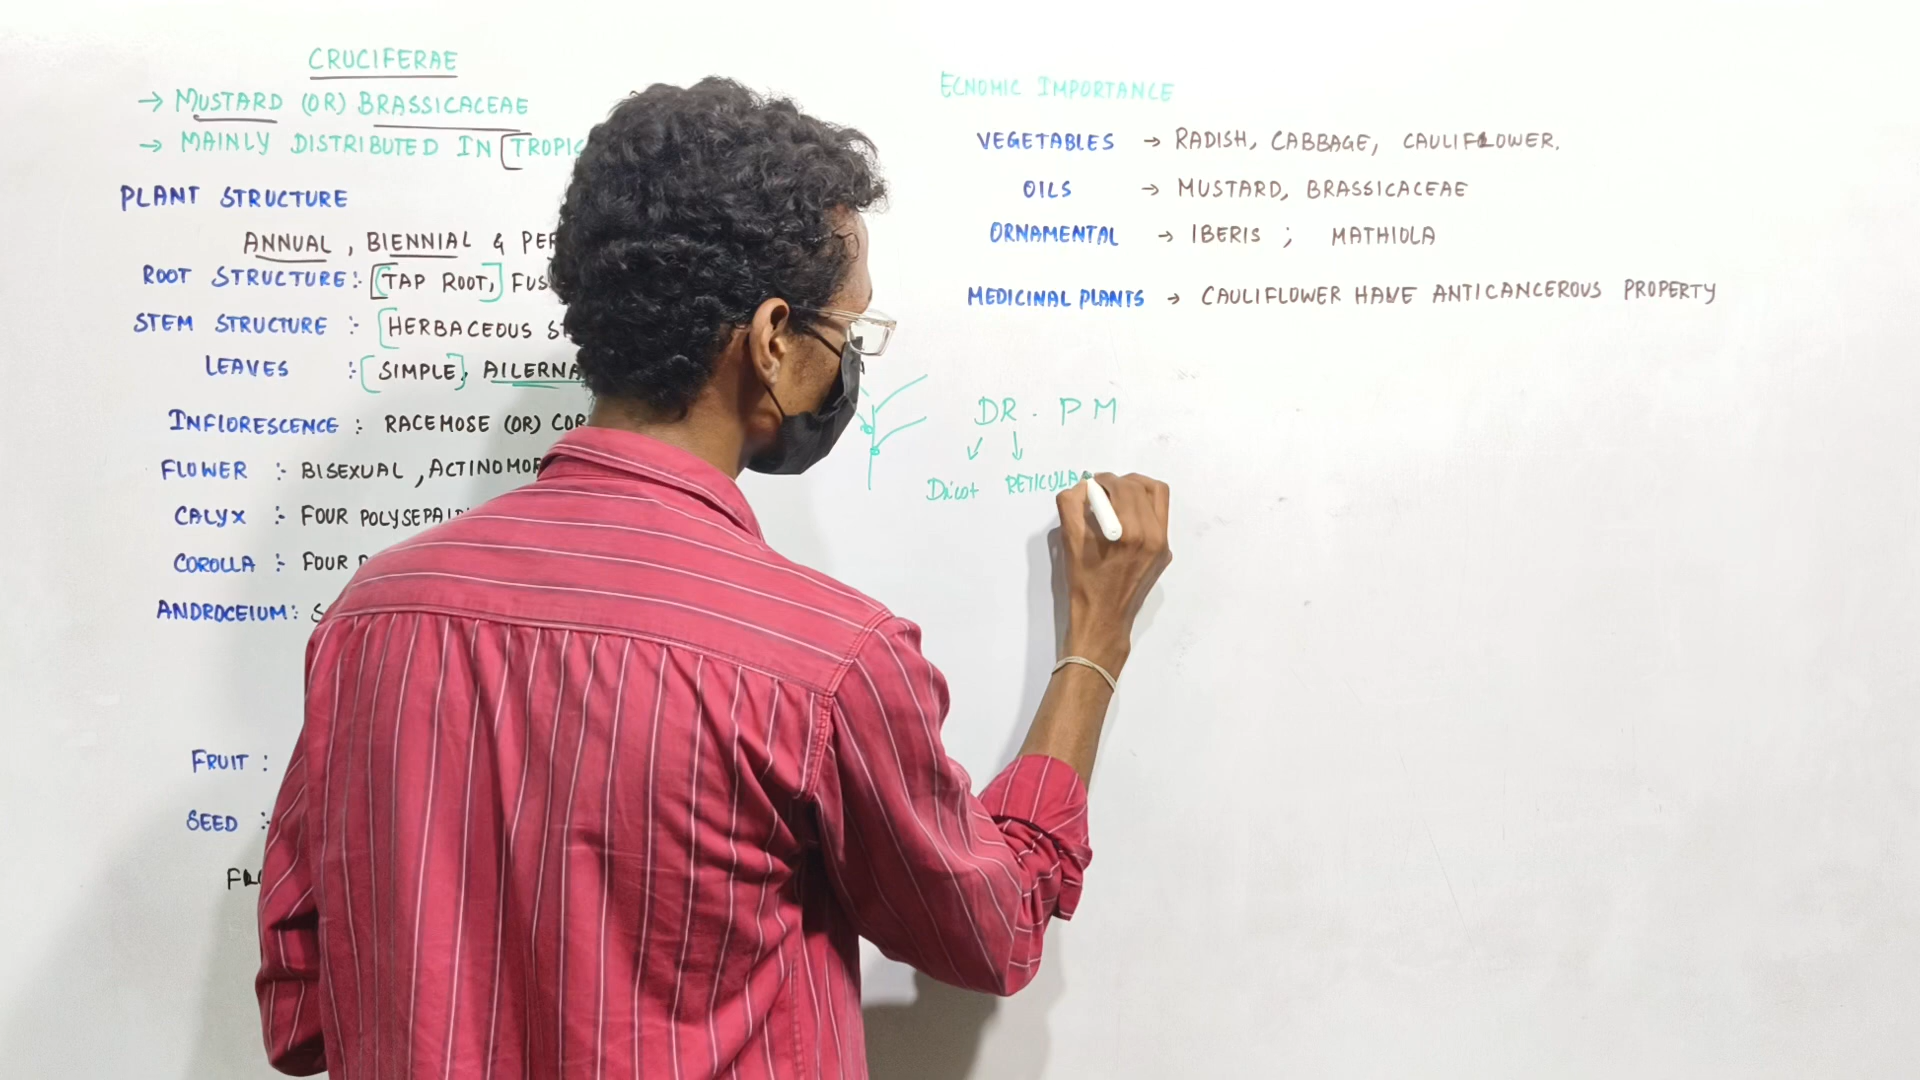 CRUCIFERAE
→ MUSTARD (OR) BRASSICACEAE
→ MAINLY DISTRIBUTED IN [TROPIC
PLANT STRUCTURE
ANNUAL, BIENNIAL & PER
ROOT STRUCTURE:- [TAP ROOT,] FUS
STEM STRUCTURE :- [HERBACEOUS ST
LEAVES :- [SIMPLE], AILERNA
INFLORESCENCE : RACEMOSE (OR) COR
FLOWER :- BISEXUAL, ACTINOMOR
CALYX :- FOUR POLYSEPAL
COROLLA :- FOUR P
ANDROCEIUM: S
FRUIT :
SEED :-
FLO
ECNOMIC IMPORTANCE
VEGETABLES → RADISH, CABBAGE, CAULIFLOWER.
OILS → MUSTARD, BRASSICACEAE
ORNAMENTAL → IBERIS ; MATHIOLA
MEDICINAL PLANTS → CAULIFLOWER HAVE ANTICANCEROUS PROPERTY
DR. PM
Dicot RETICULA